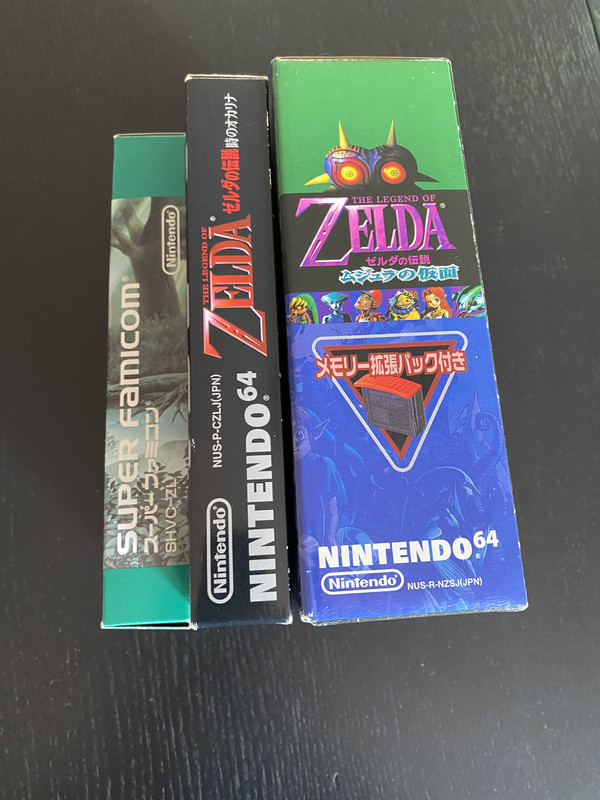 Nintendo
SUPER FAMICOM
スーパーファミコン
SHVC-ZL
THE LEGEND OF
ZELDA®
ゼルダの伝説 時のオカリナ
NUS-P-CZLJ(JPN)
Nintendo®
NINTENDO64®
THE LEGEND OF
ZELDA®
ゼルダの伝説
ムジュラの仮面
メモリー拡張パック付き
NINTENDO®64
Nintendo®
NUS-R-NZSJ(JPN)